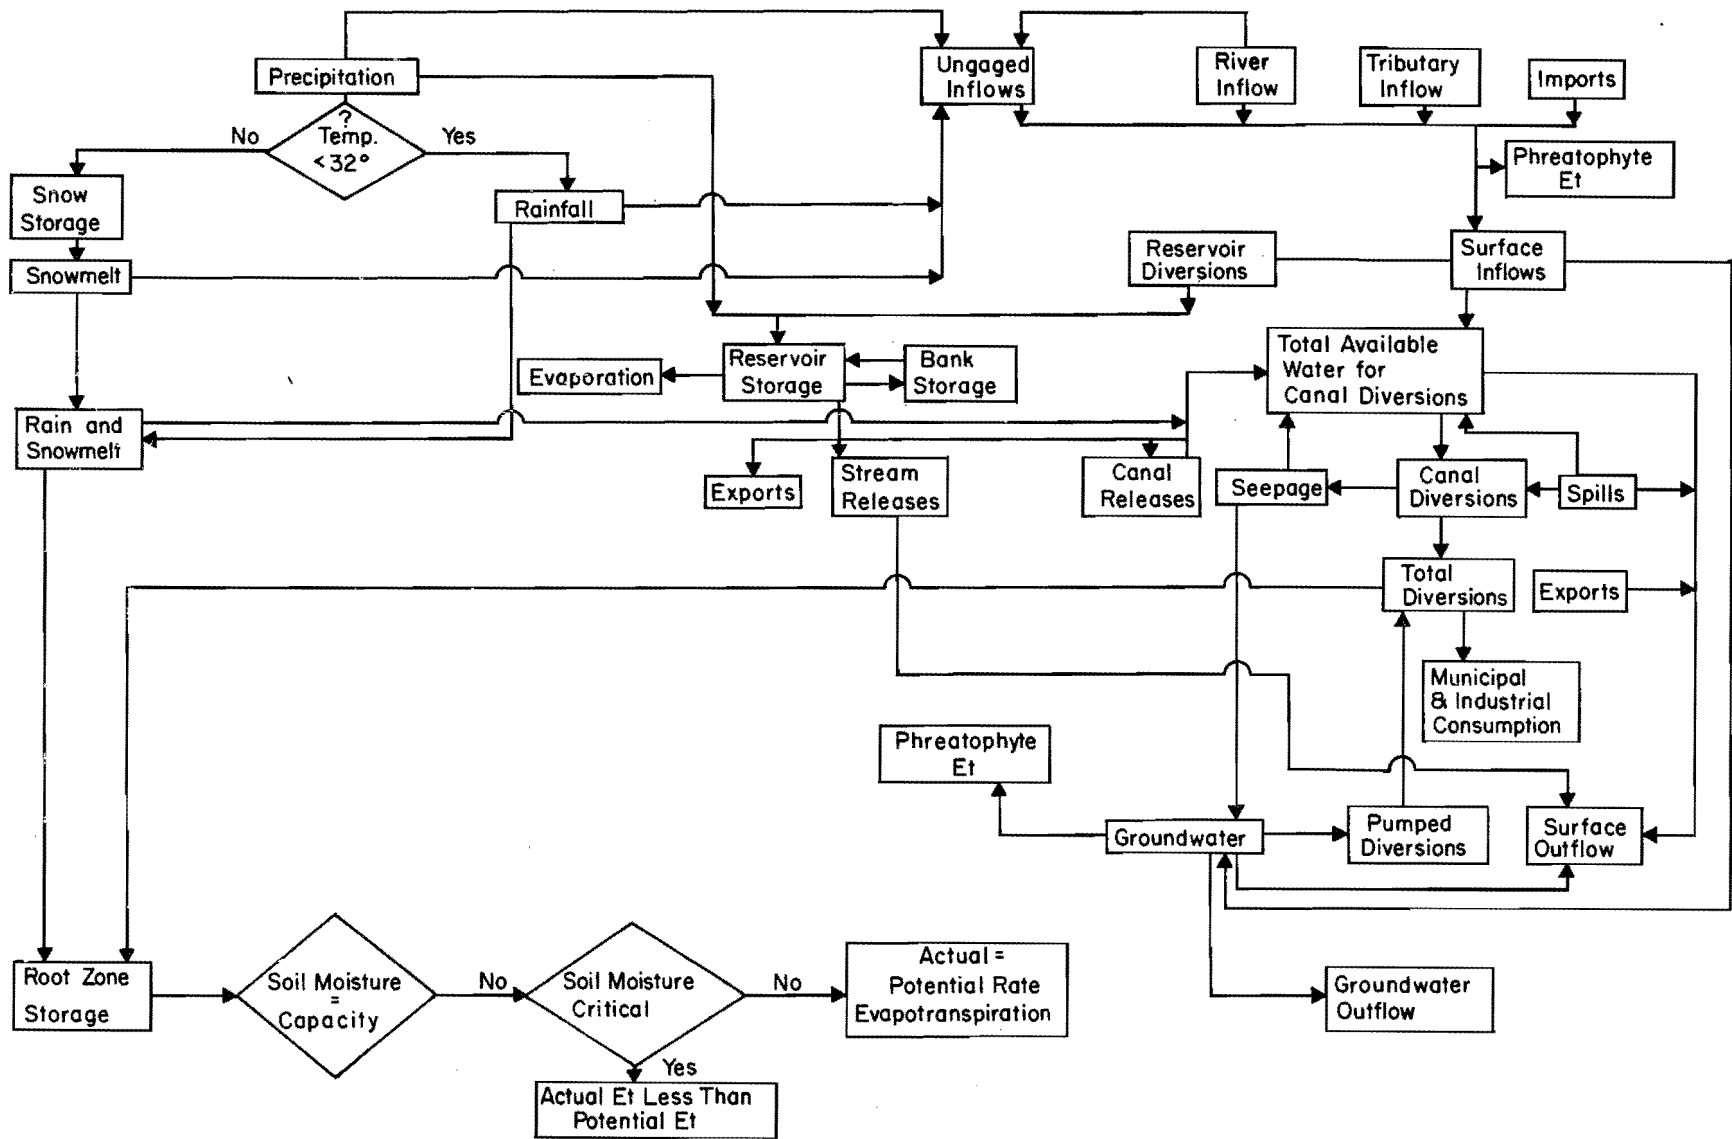 Precipitation
?
Temp.
<32°
No
Yes
Snow
Storage
Snowmelt
Rainfall
Ungaged
Inflows
River
Inflow
Tributary
Inflow
Imports
Phreatophyte
Et
Reservoir
Diversions
Surface
Inflows
Evaporation
Reservoir
Storage
Bank
Storage
Total Available
Water for
Canal Diversions
Rain and
Snowmelt
Exports
Stream
Releases
Canal
Releases
Seepage
Canal
Diversions
Spills
Total
Diversions
Exports
Municipal
& Industrial
Consumption
Phreatophyte
Et
Groundwater
Pumped
Diversions
Surface
Outflow
Root Zone
Storage
Soil Moisture
=
Capacity
No
Soil Moisture
Critical
No
Actual =
Potential Rate
Evapotranspiration
Yes
Actual Et Less Than
Potential Et
Groundwater
Outflow